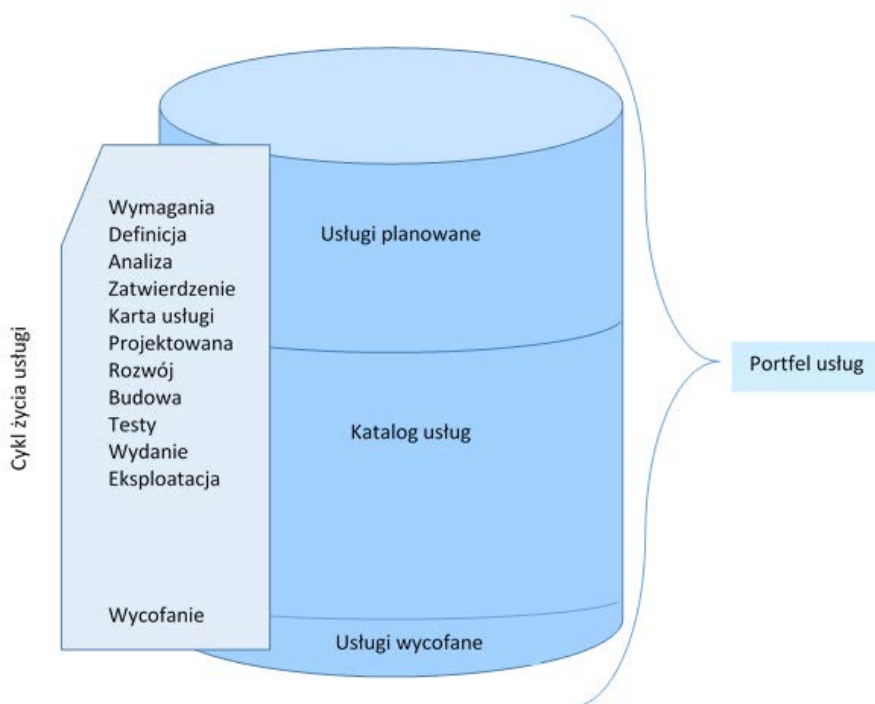 Cykl życia usługi
Wymagania
Definicja
Analiza
Zatwierdzenie
Karta usługi
Projektowana
Rozwój
Budowa
Testy
Wydanie
Eksploatacja
Wycofanie
Usługi planowane
Katalog usług
Usługi wycofane
Portfel usług